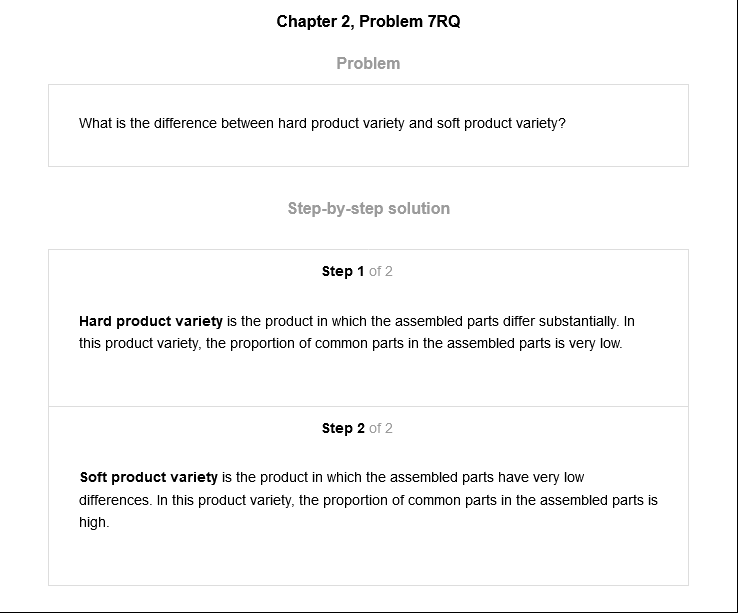 Chapter 2, Problem 7RQ
Problem
What is the difference between hard product variety and soft product variety?
Step-by-step solution
Step 1 of 2
Hard product variety is the product in which the assembled parts differ substantially. In
this product variety, the proportion of common parts in the assembled parts is very low.
Step 2 of 2
Soft product variety is the product in which the assembled parts have very low
differences. In this product variety, the proportion of common parts in the assembled parts is
high.